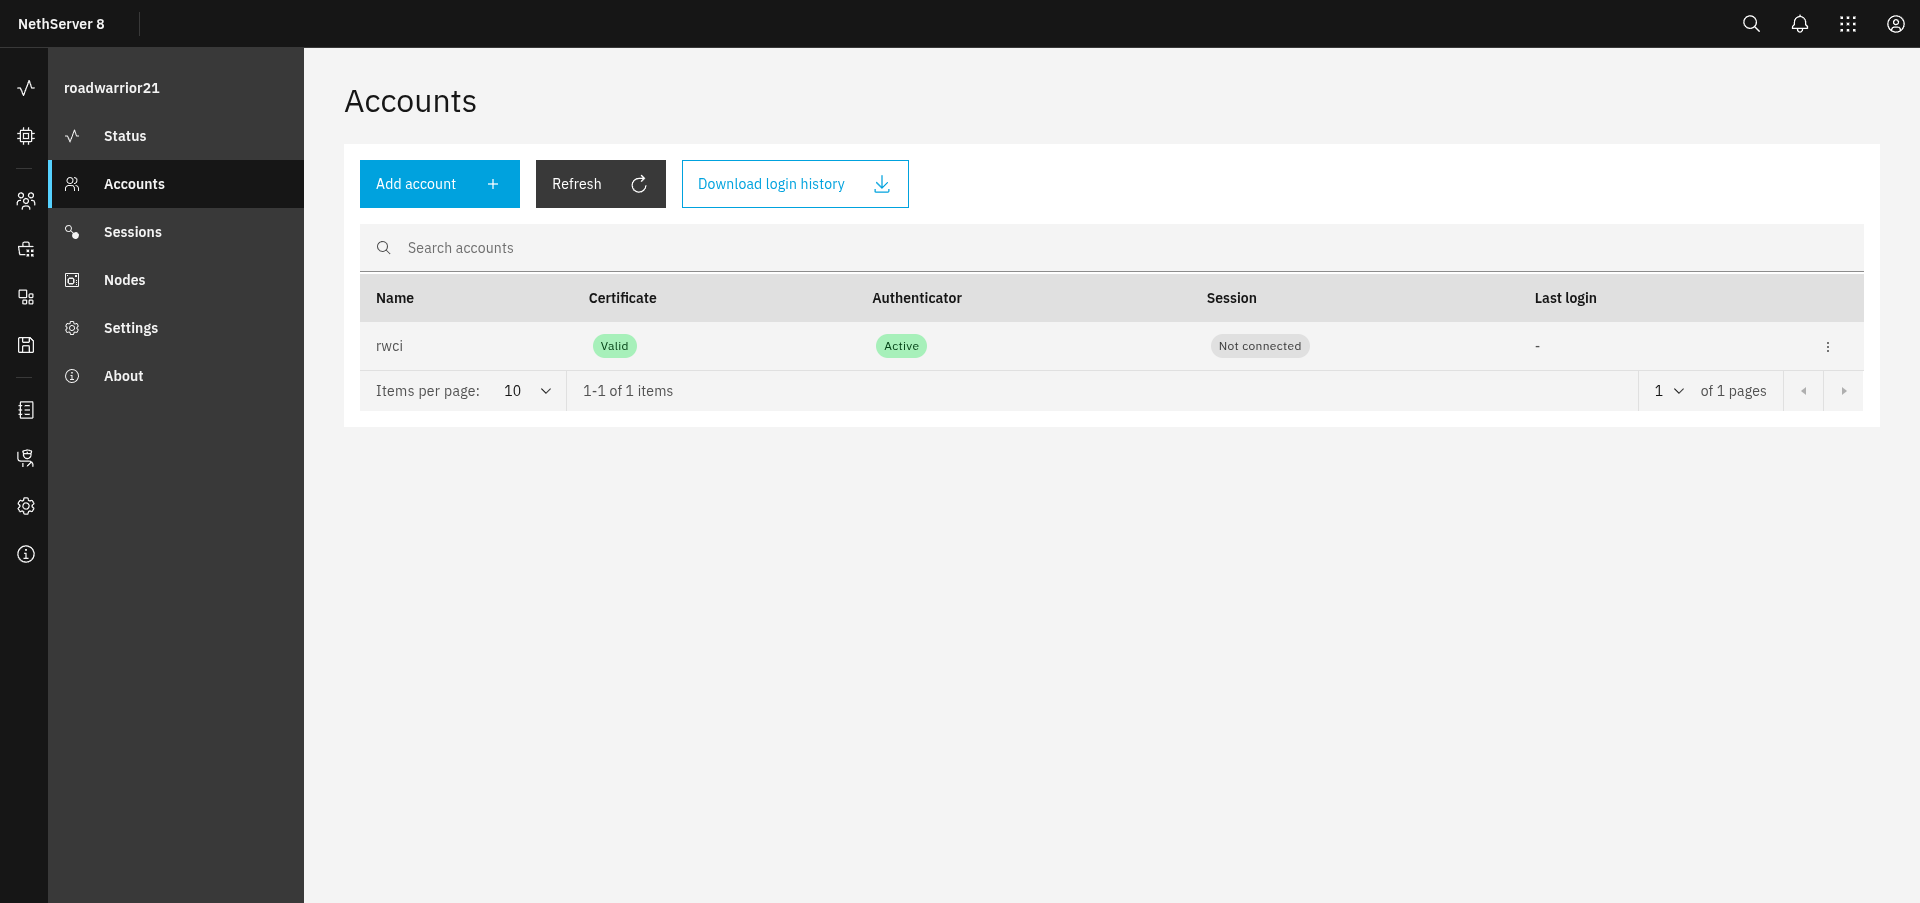 NethServer 8
roadwarrior21
Status
Accounts
Sessions
Nodes
Settings
About
Accounts
Add account
Refresh
Download login history
Search accounts
Name Certificate Authenticator Session Last login
rwci Valid Active Not connected -
Items per page: 10 1-1 of 1 items 1 of 1 pages